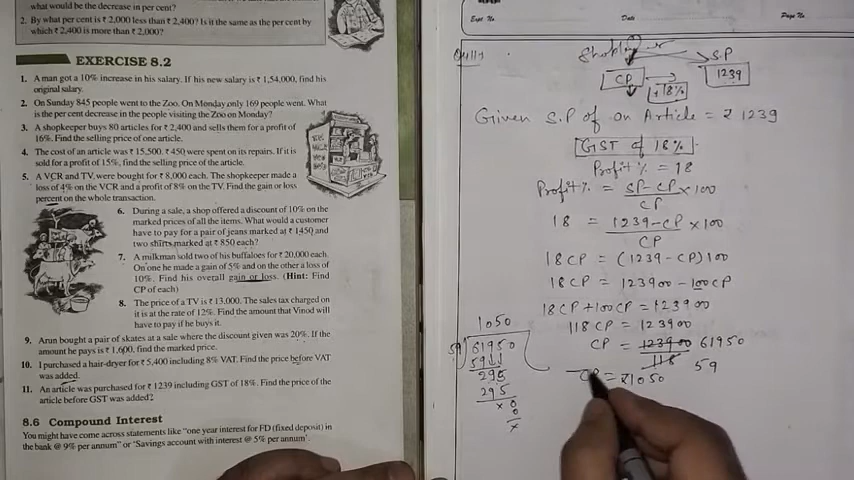 what would be the decrease in per cent?
2. By what per cent is ₹ 2,000 less than ₹ 2,400? Is it the same as the per cent by
which ₹ 2,400 is more than ₹ 2,000?
EXERCISE 8.2
1. A man got a 10% increase in his salary. If his new salary is ₹ 1,54,000, find his
original salary.
2. On Sunday 845 people went to the Zoo. On Monday only 169 people went. What
is the per cent decrease in the people visiting the Zoo on Monday?
3. A shopkeeper buys 80 articles for ₹ 2,400 and sells them for a profit of
16%. Find the selling price of one article.
4. The cost of an article was ₹ 15,500. ₹ 450 were spent on its repairs. If it is
sold for a profit of 15%, find the selling price of the article.
5. A VCR and TV were bought for ₹ 8,000 each. The shopkeeper made a
loss of 4% on the VCR and a profit of 8% on the TV. Find the gain or loss
percent on the whole transaction.
6. During a sale, a shop offered a discount of 10% on the
marked prices of all the items. What would a customer
have to pay for a pair of jeans marked at ₹ 1450 and
two shirts marked at ₹ 850 each?
7. A milkman sold two of his buffaloes for ₹ 20,000 each.
On one he made a gain of 5% and on the other a loss of
10%. Find his overall gain or loss. (Hint: Find
CP of each)
8. The price of a TV is ₹ 13,000. The sales tax charged on
it is at the rate of 12%. Find the amount that Vinod will
have to pay if he buys it.
9. Arun bought a pair of skates at a sale where the discount given was 20%. If the
amount he pays is ₹ 1,600, find the marked price.
10. I purchased a hair-dryer for ₹ 5,400 including 8% VAT. Find the price before VAT
was added.
11. An article was purchased for ₹ 1239 including GST of 18%. Find the price of the
article before GST was added?
8.6 Compound Interest
You might have come across statements like "one year interest for FD (fixed deposit) in
the bank @ 9% per annum" or 'Savings account with interest @ 5% per annum'.
Expt. No
Date
Page No
S.P
CP
1239
+18%
Given S.P of on Article = ₹ 1239
GST of 18%
Profit % = 18
Profit % = SP-CP/CP × 100
18 = 1239-CP/CP × 100
18CP = (1239-CP)100
18CP = 123900-100CP
18CP+100CP = 123900
118CP = 123900
CP = 123900/118 61950/59
CP = ₹1050
1050
59 61950
59↓↓
295
295
x 0
0
x